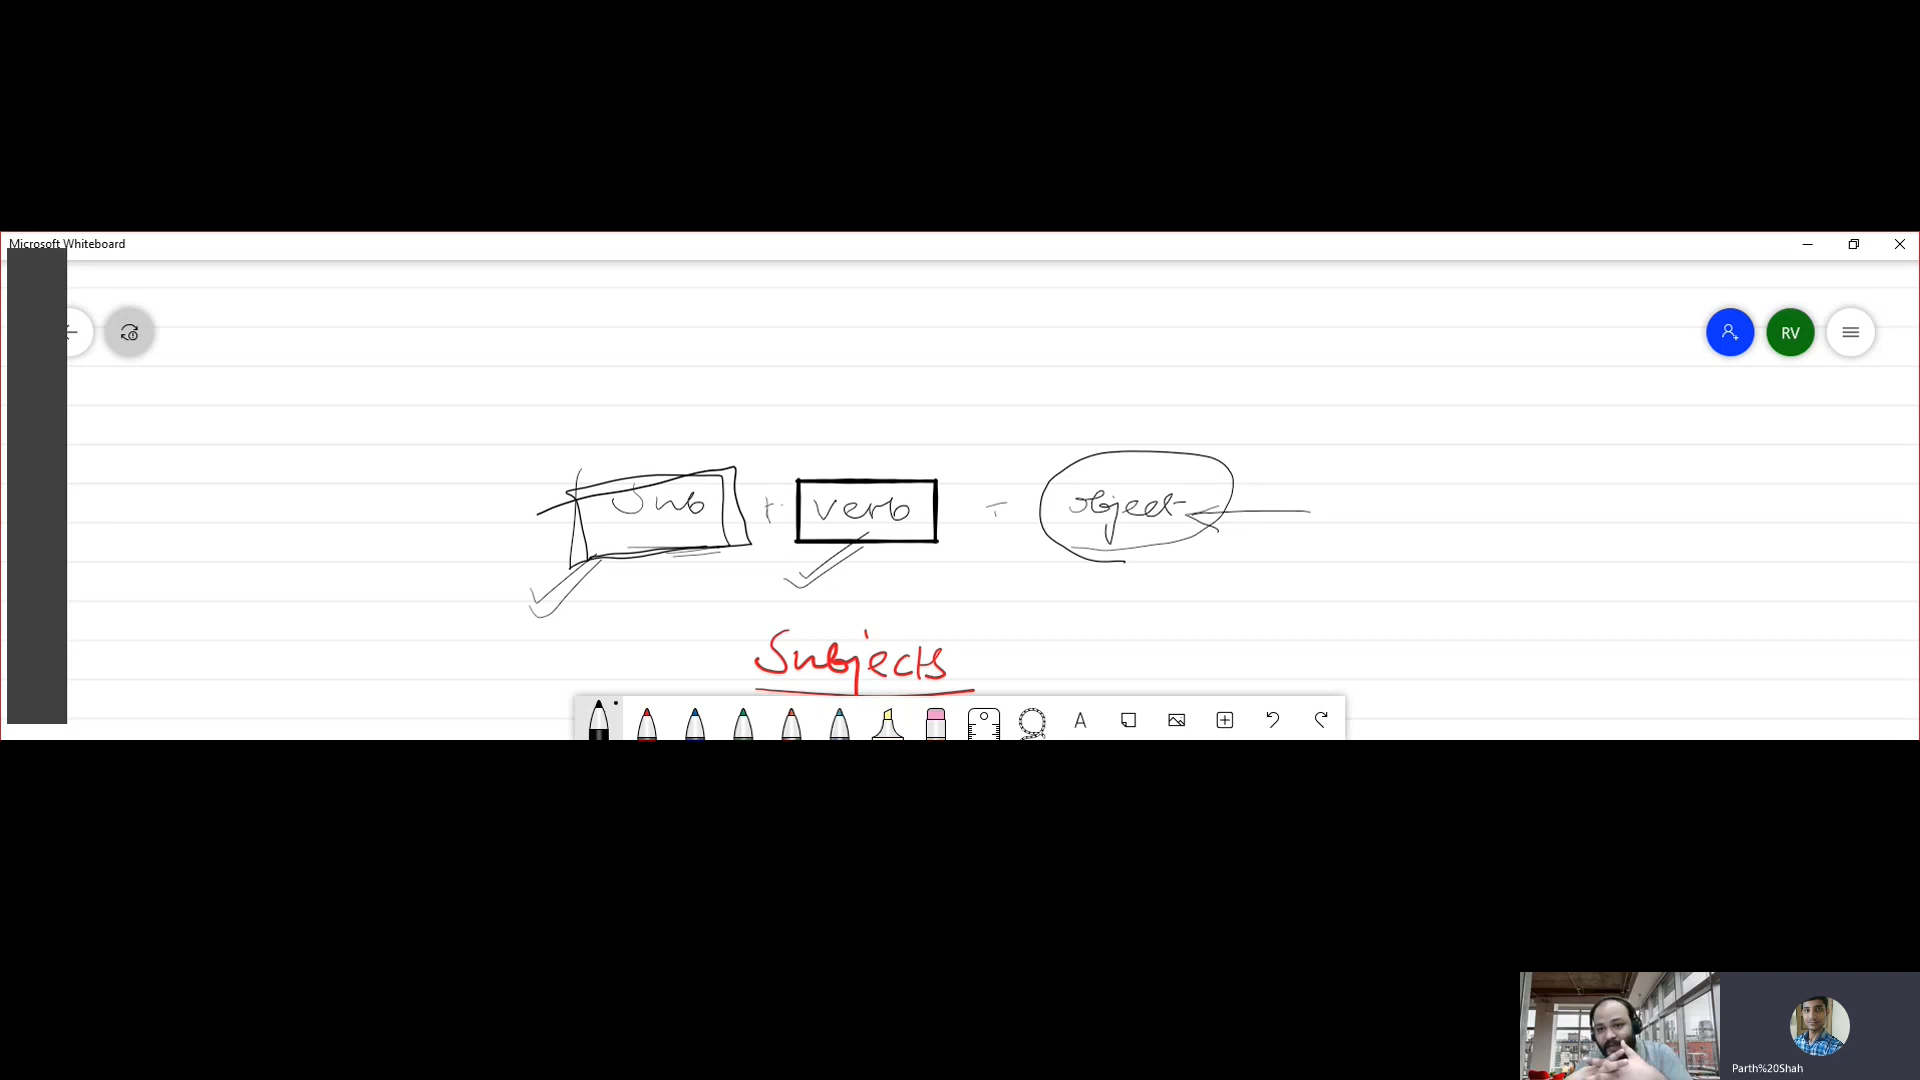 Microsoft Whiteboard
RV
Sub + verb + object
Subjects
A
Parth%20Shah